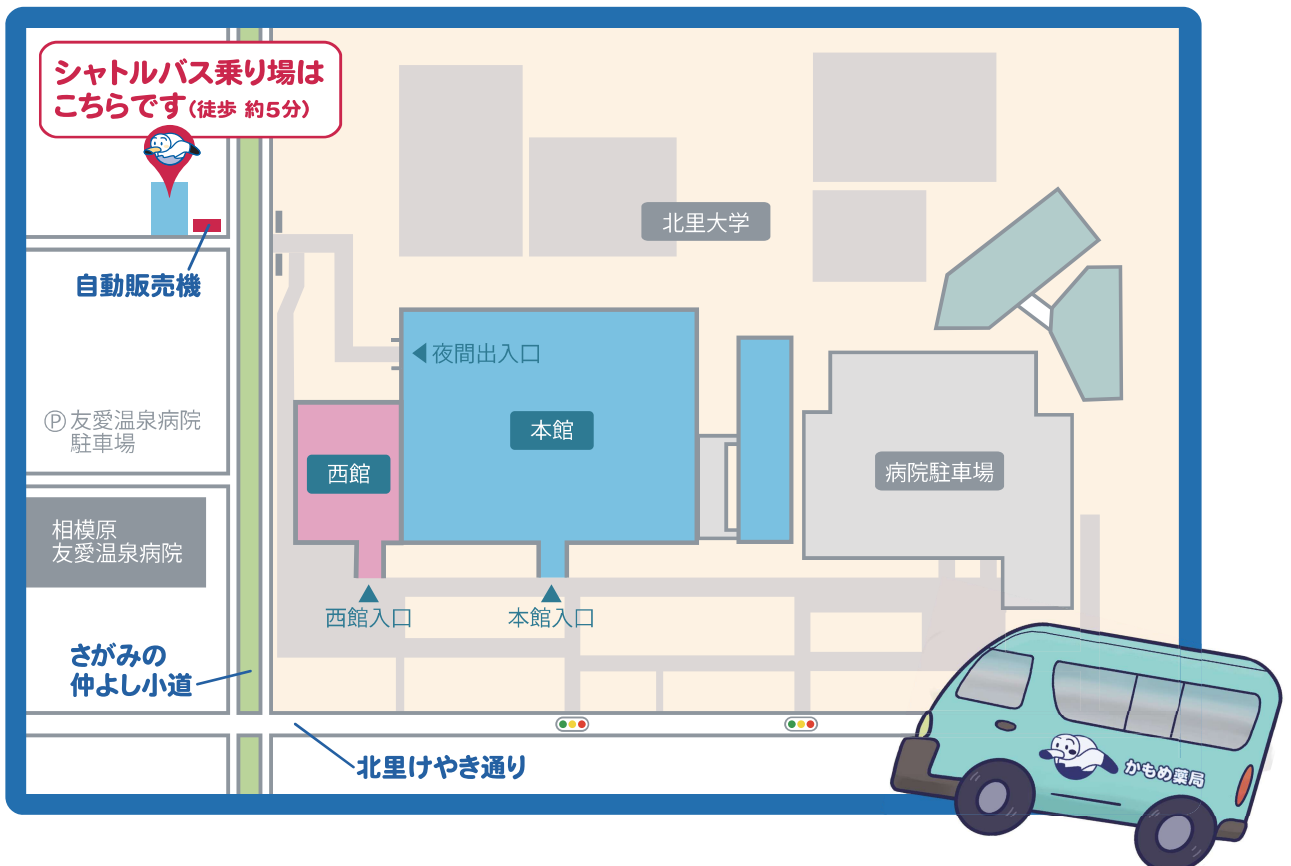 シャトルバス乗り場は
こちらです(徒歩 約5分)
自動販売機
北里大学
夜間出入口
本館
西館
病院駐車場
Ⓟ友愛温泉病院
駐車場
相模原
友愛温泉病院
西館入口
本館入口
さがみの
仲よし小道
北里けやき通り
かもめ薬局